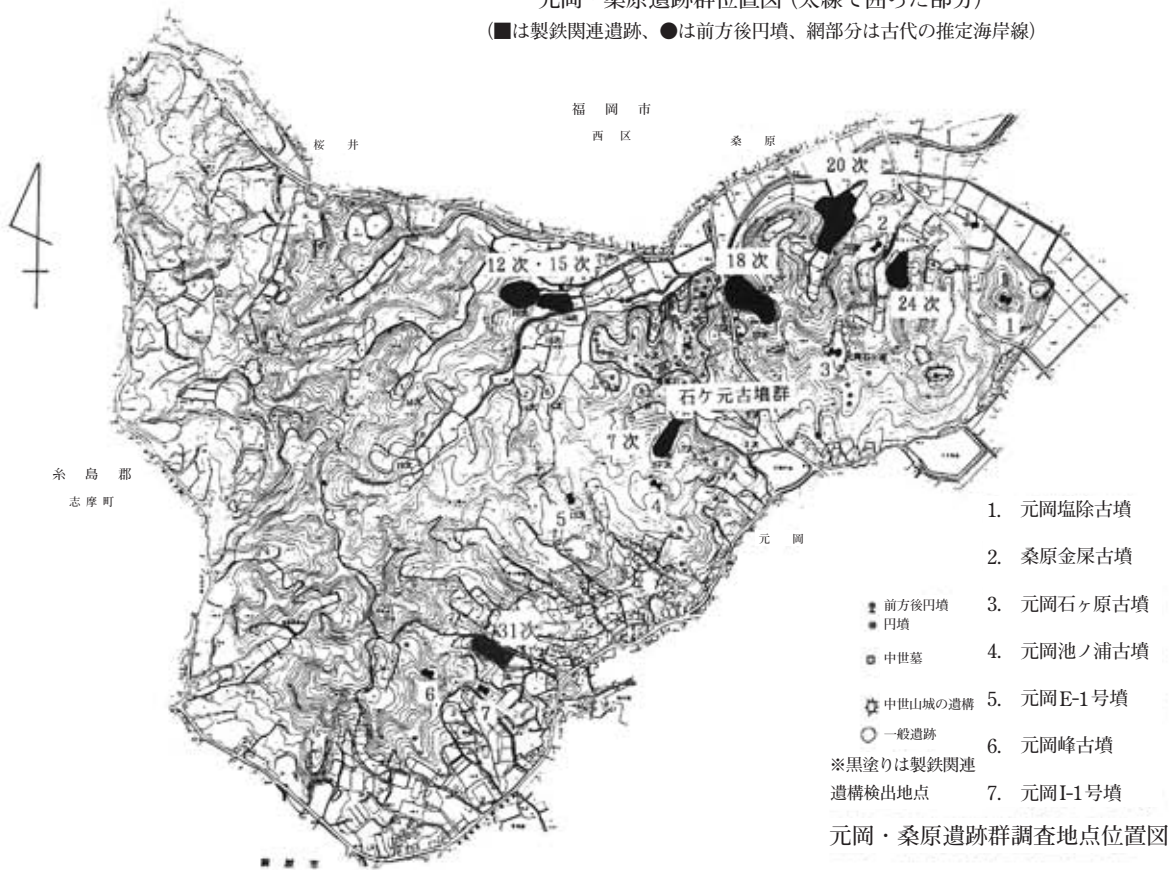 元岡・桑原遺跡群位置図(太線で囲った部分)
(■は製鉄関連遺跡、●は前方後円墳、網部分は古代の推定海岸線)
福岡市
西区
桜井
桑原
20次
2
12次・15次
18次
24次
1
3
石ケ元古墳群
7次
糸島郡
志摩町
5
4
元岡
31次
6
7
前方後円墳
円墳
中世墓
中世山城の遺構
一般遺跡
※黒塗りは製鉄関連
遺構検出地点
1. 元岡塩除古墳
2. 桑原金屎古墳
3. 元岡石ヶ原古墳
4. 元岡池ノ浦古墳
5. 元岡E-1号墳
6. 元岡峰古墳
7. 元岡I-1号墳
元岡・桑原遺跡群調査地点位置図